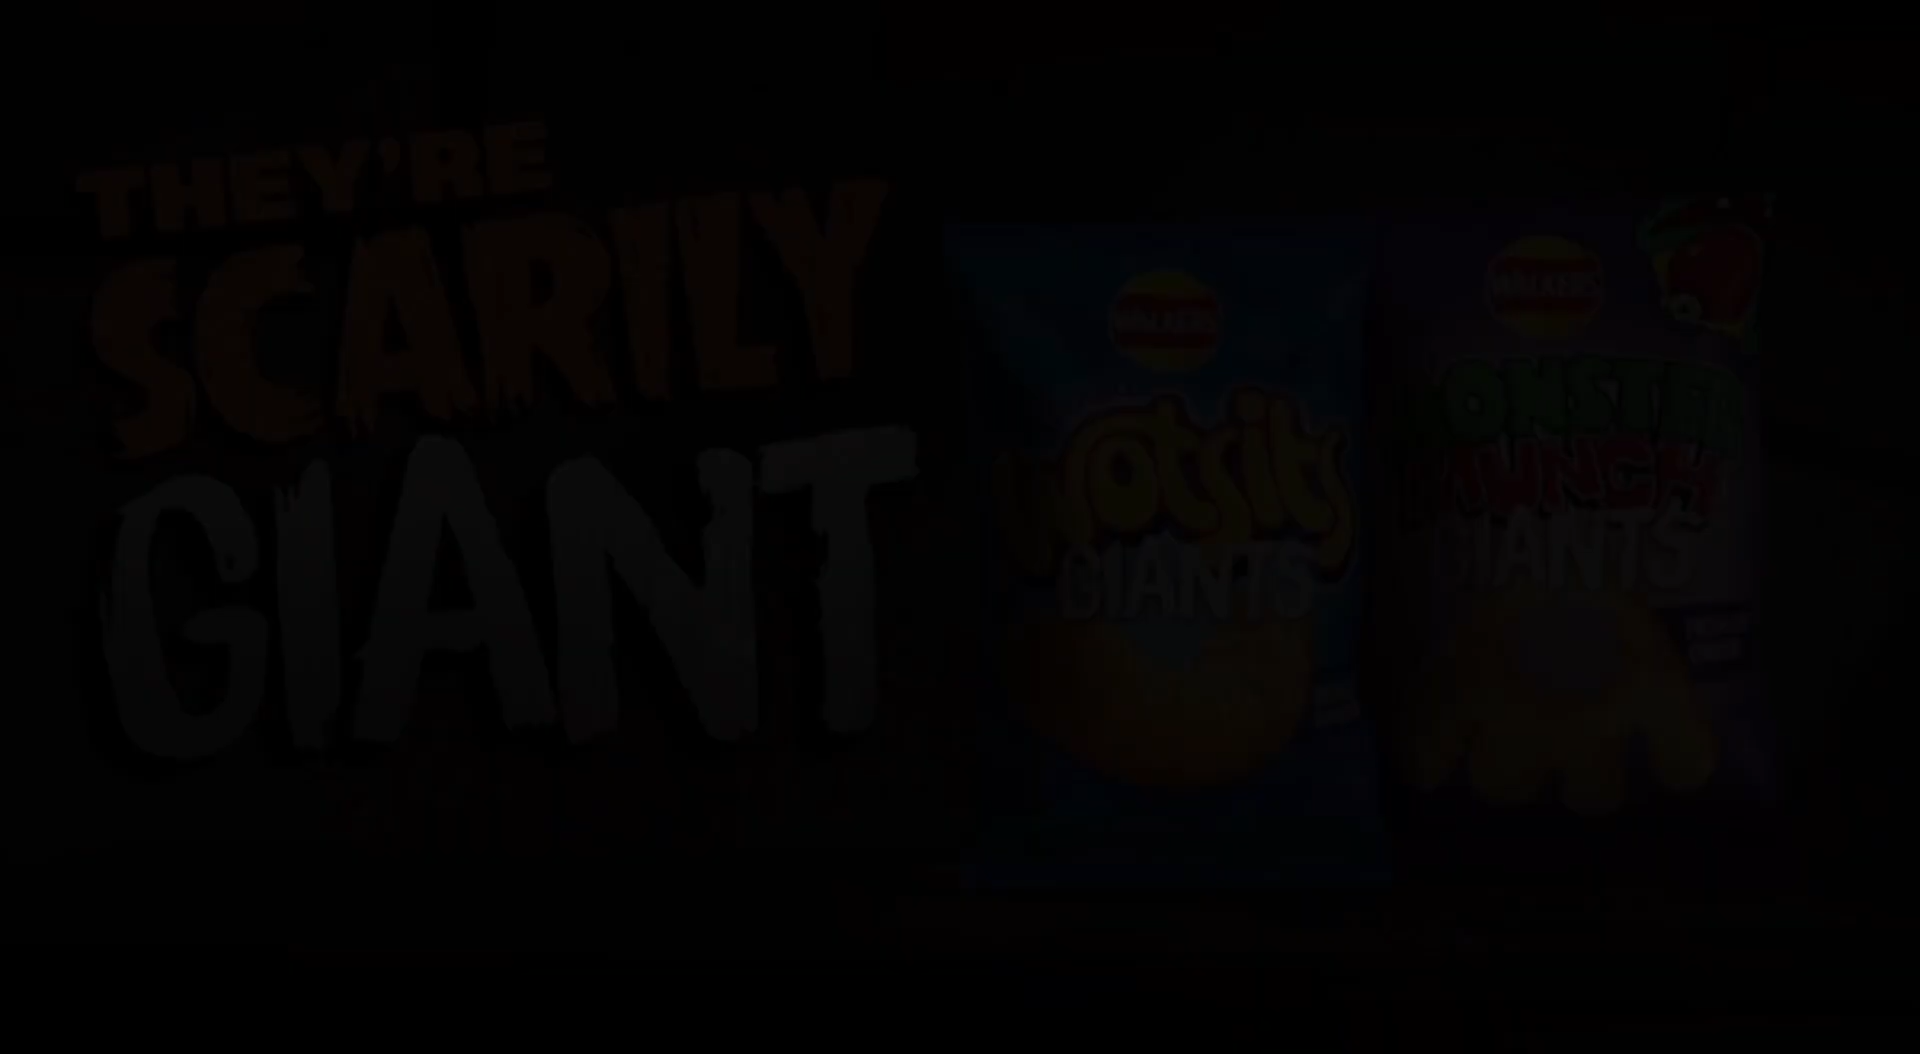 THEY'RE
SCARILY
GIANT
WALKERS
Wotsits
GIANTS
WALKERS
MONSTER
MUNCH
GIANTS